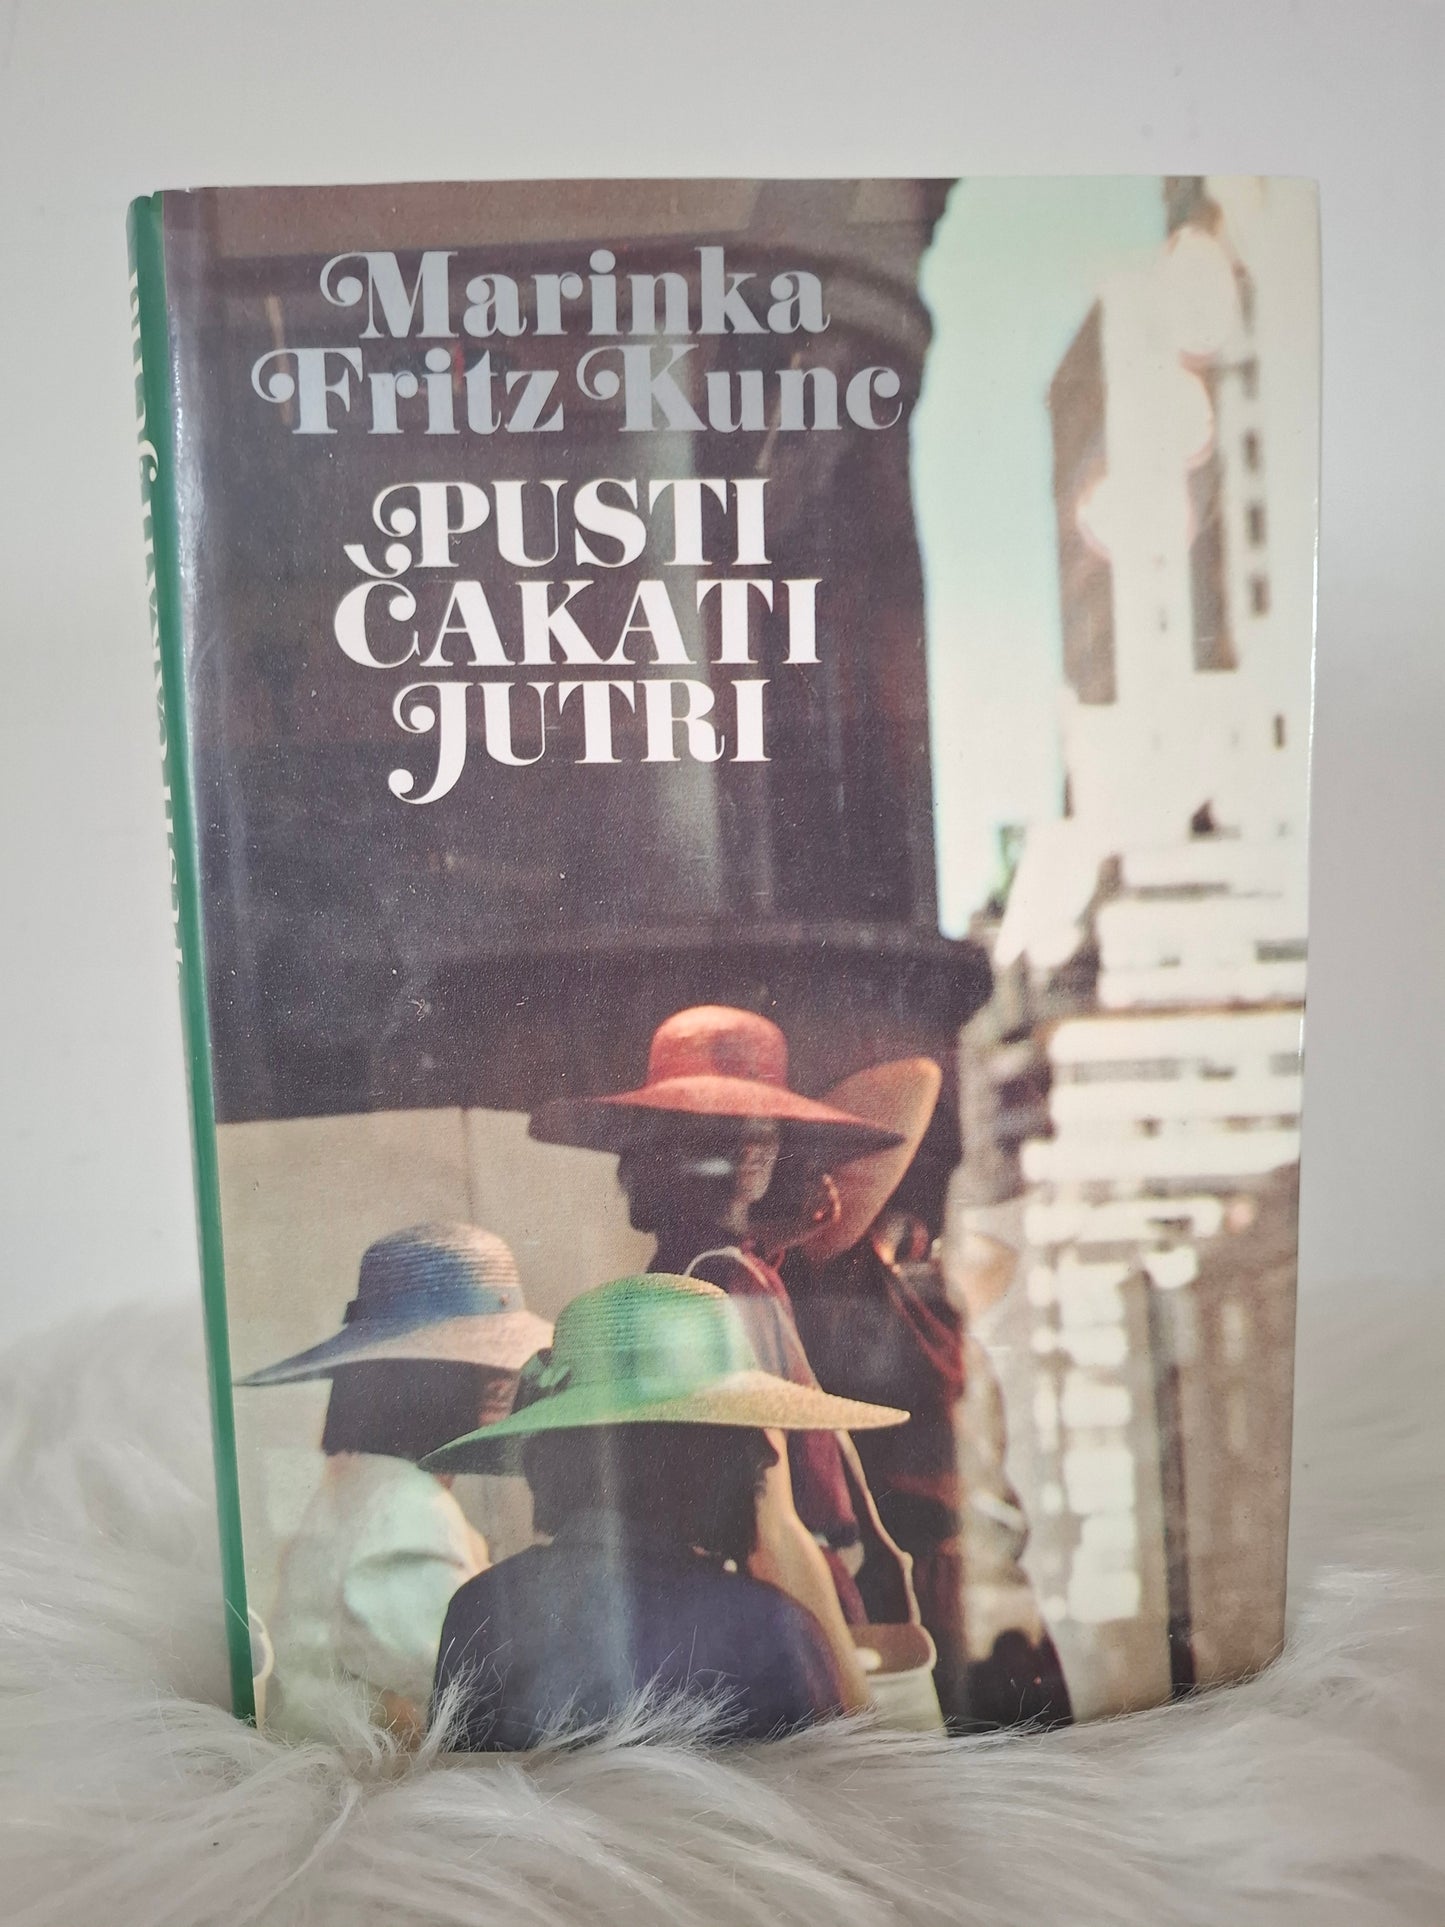 Marinka
Fritz Kunc
PUSTI
ČAKATI
JUTRI